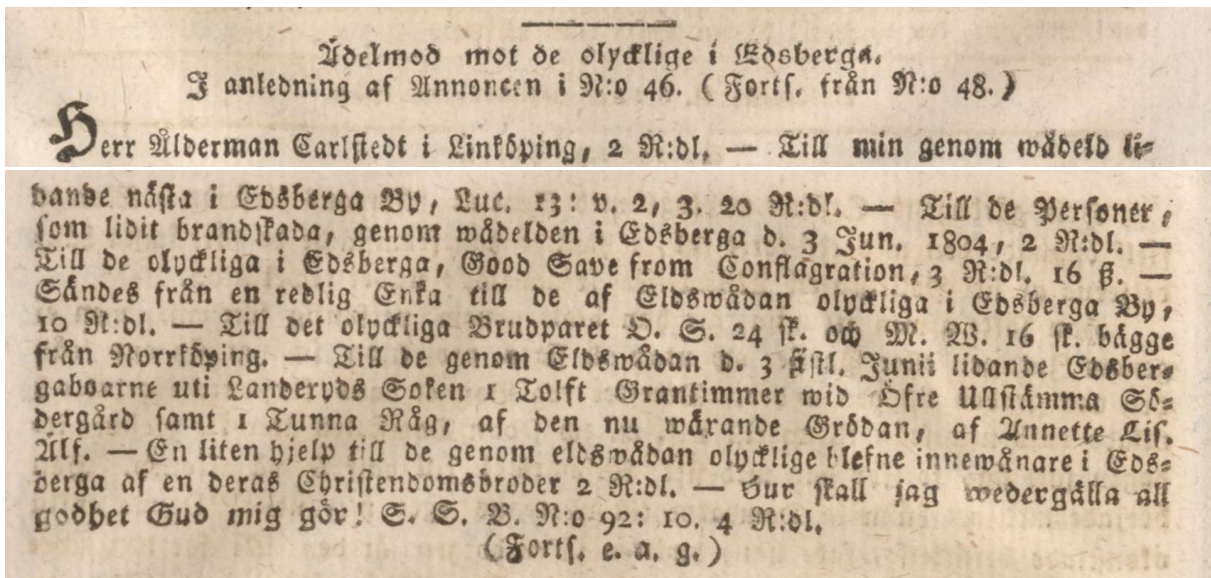 Ädelmod mot de olycklige i Edsberga.
I anledning af Annoncen i N:o 46. (Forts. från N:o 48.)
Herr Ålderman Carlstedt i Linköping, 2 R:dl. — Till min genom wådeld li-
dande nästa i Edsberga By, Luc. 13: v. 2, 3. 20 R:dl. — Till de Personer,
som lidit brandskada, genom wådelden i Edsberga d. 3 Jun. 1804, 2 R:dl. —
Till de olyckliga i Edsberga, Good Save from Conflagration, 3 R:dl. 16 ß. —
Sändes från en redlig Enka till de af Eldswådan olyckliga i Edsberga By,
10 R:dl. — Till det olyckliga Brudparet O. S. 24 sk. och M. W. 16 sk. bägge
från Norrköping. — Till de genom Eldswådan d. 3 sistl. Junii lidande Edsber-
gaboarne uti Landeryds Soken 1 Tolft Grantimmer wid Öfre Ullstämma Sö-
dergård samt 1 Tunna Råg, af den nu wärande Grödan, af Annette Lis.
Älf. — En liten hjelp till de genom eldswådan olycklige blefne innewånare i Eds-
berga af en deras Christendomsbroder 2 R:dl. — Hur skall jag wedergälla all
godhet Gud mig gör! S. S. B. N:o 92: 10. 4 R:dl.
(Forts. e. a. g.)